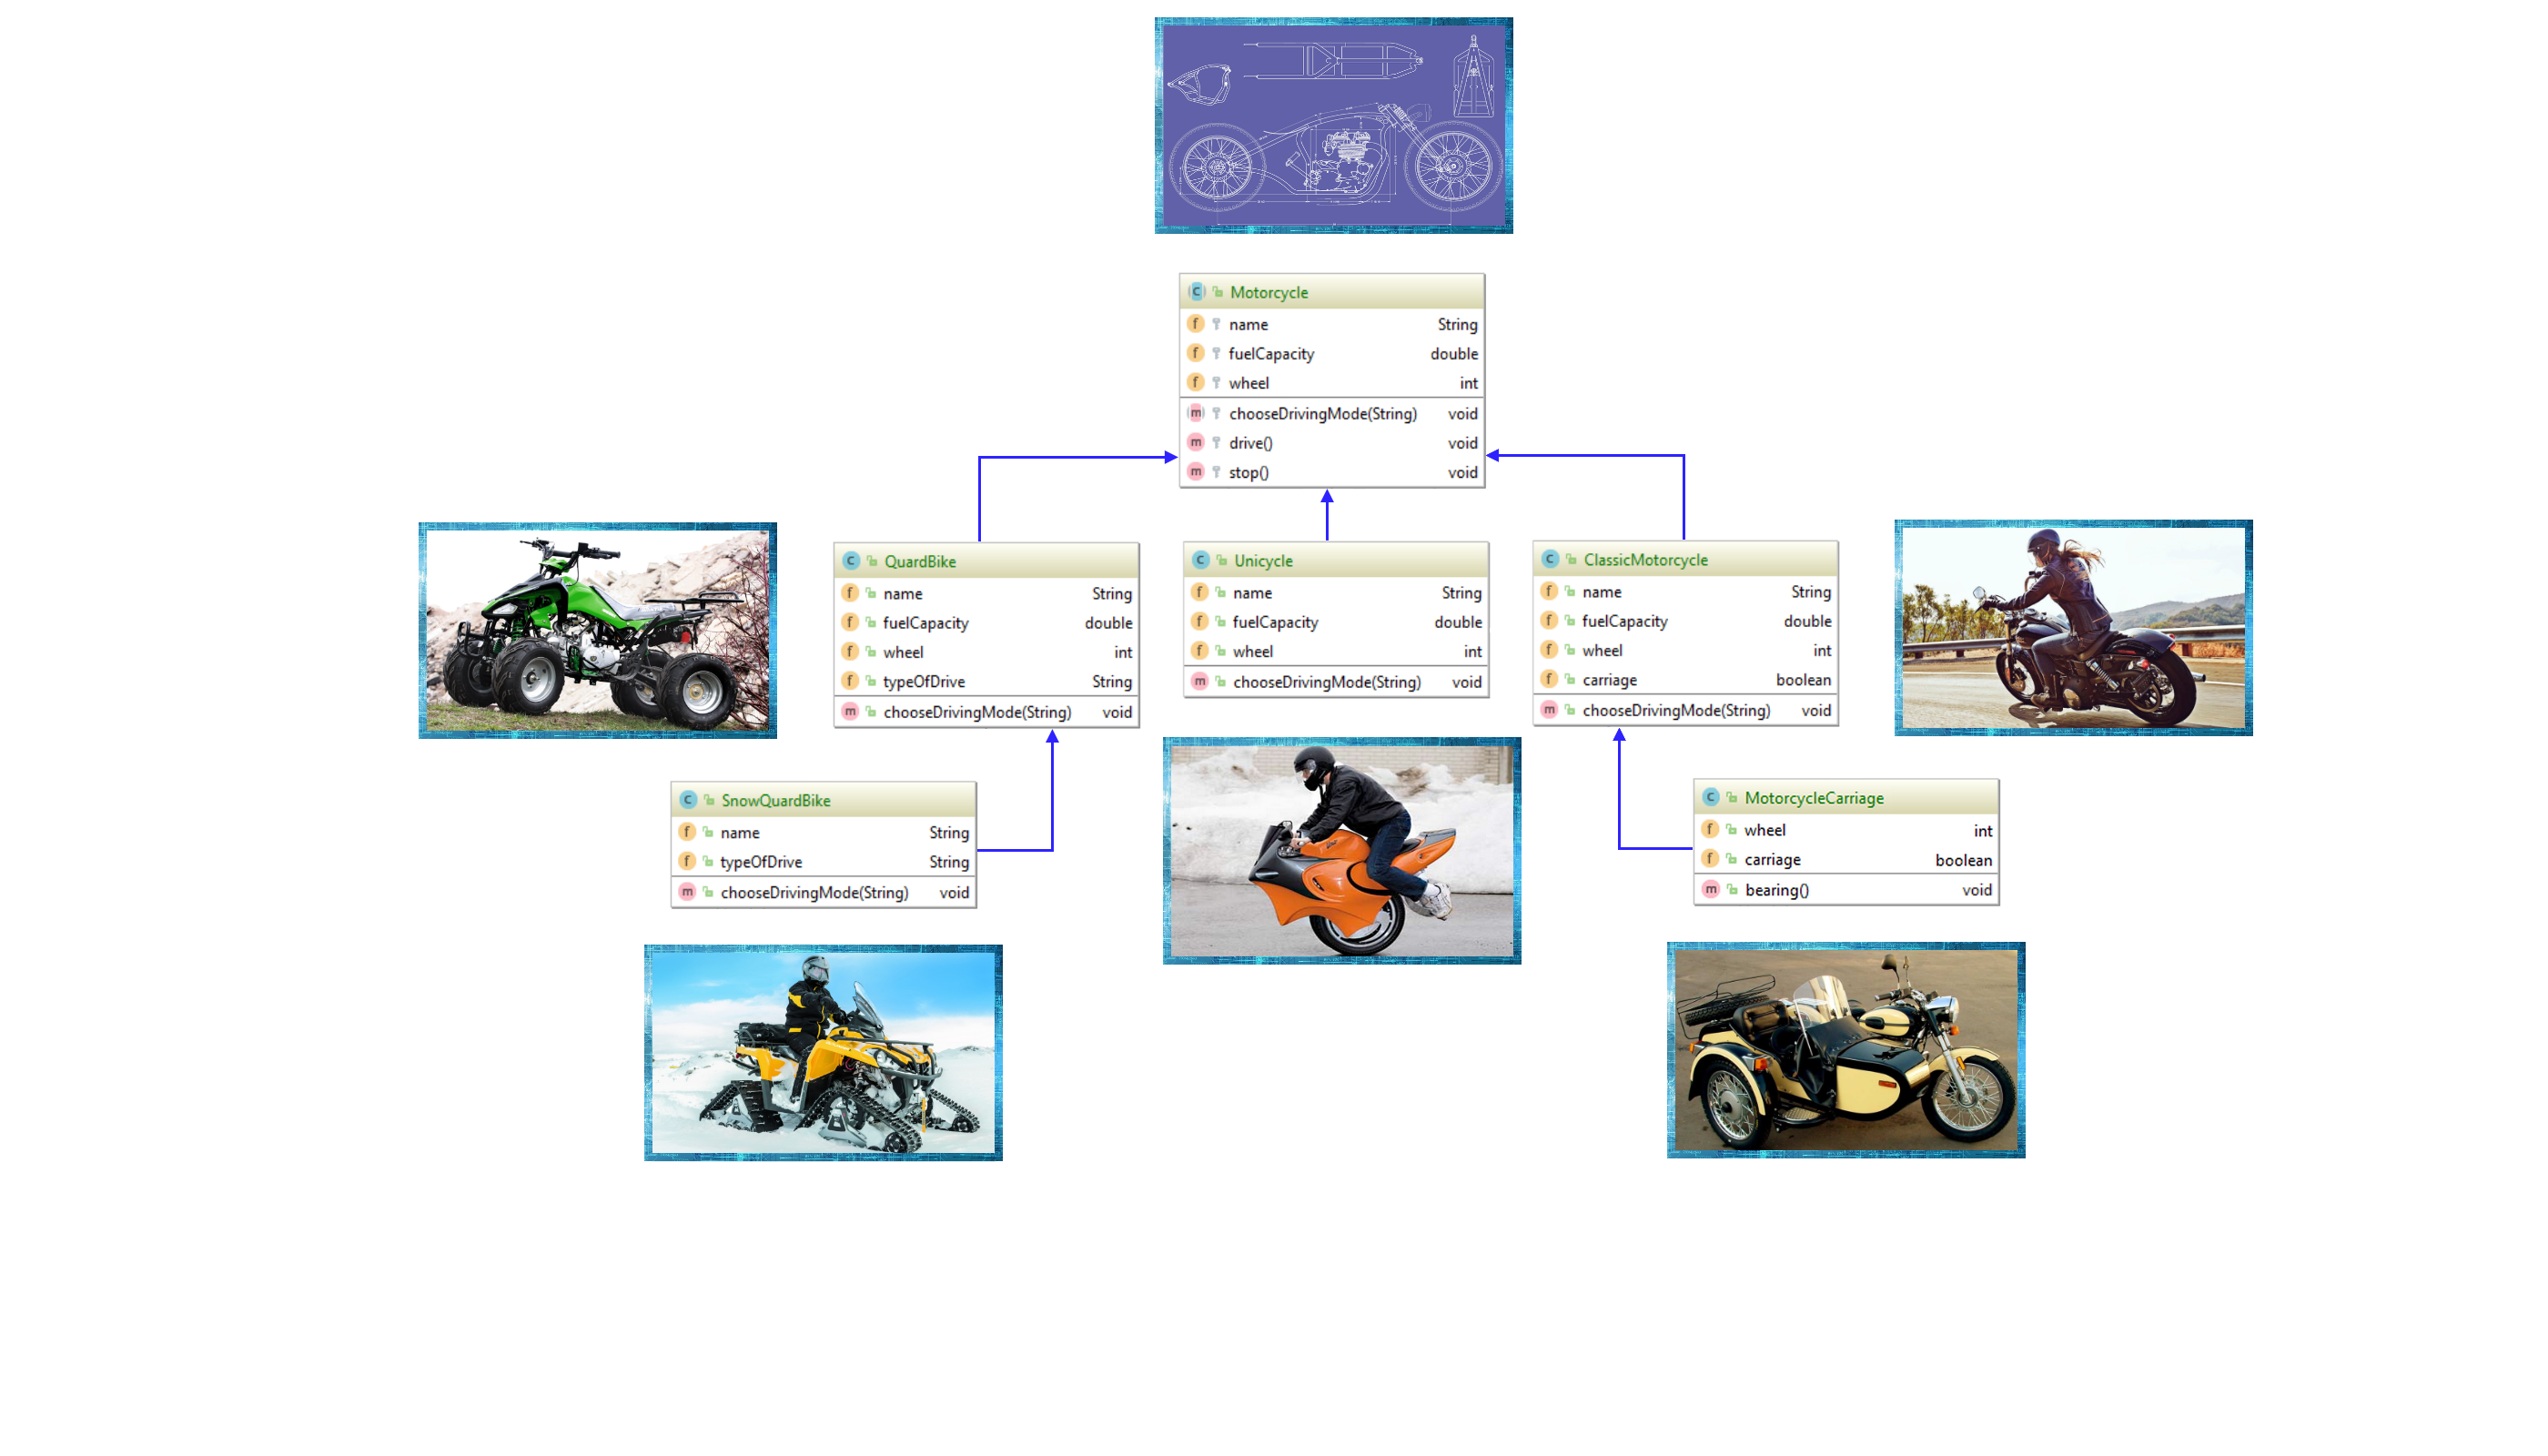 Motorcycle
name String
fuelCapacity double
wheel int
chooseDrivingMode(String) void
drive() void
stop() void
QuardBike
name String
fuelCapacity double
wheel int
typeOfDrive String
chooseDrivingMode(String) void
Unicycle
name String
fuelCapacity double
wheel int
chooseDrivingMode(String) void
ClassicMotorcycle
name String
fuelCapacity double
wheel int
carriage boolean
chooseDrivingMode(String) void
SnowQuardBike
name String
typeOfDrive String
chooseDrivingMode(String) void
MotorcycleCarriage
wheel int
carriage boolean
bearing() void